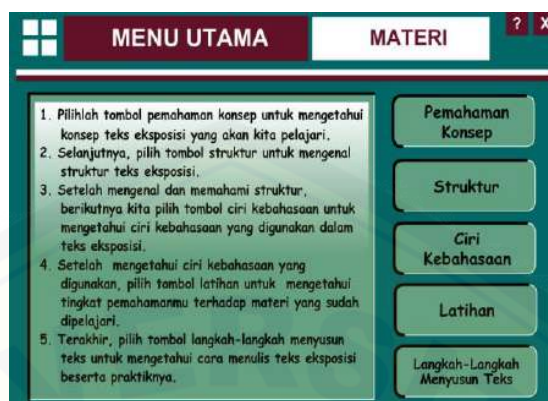 MENU UTAMA
MATERI
? X
1. Pilihlah tombol pemahaman konsep untuk mengetahui
konsep teks eksposisi yang akan kita pelajari.
2. Selanjutnya, pilih tombol struktur untuk mengenal
struktur teks eksposisi.
3. Setelah mengenal dan memahami struktur,
berikutnya kita pilih tombol ciri kebahasaan untuk
mengetahui ciri kebahasaan yang digunakan dalam
teks eksposisi.
4. Setelah mengetahui ciri kebahasaan yang
digunakan, pilih tombol latihan untuk mengetahui
tingkat pemahamanmu terhadap materi yang sudah
dipelajari.
5. Terakhir, pilih tombol langkah-langkah menyusun
teks untuk mengetahui cara menulis teks eksposisi
beserta praktiknya.
Pemahaman
Konsep
Struktur
Ciri
Kebahasaan
Latihan
Langkah-Langkah
Menyusun Teks